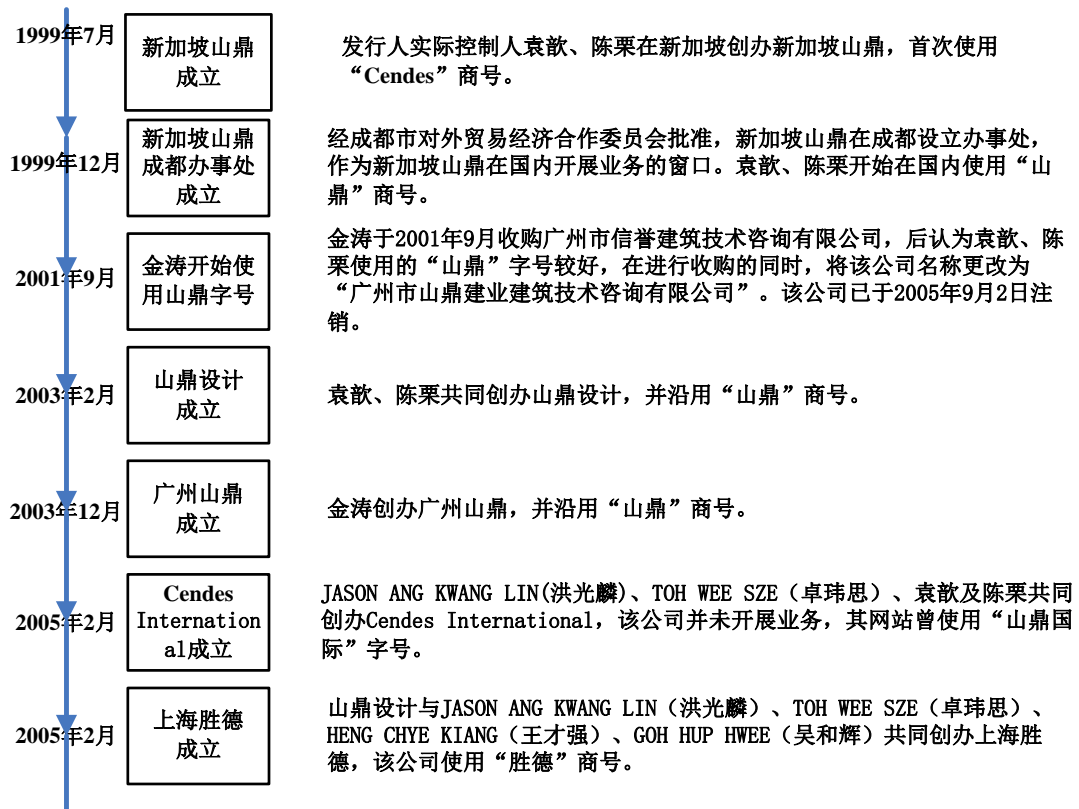 1999年7月
新加坡山鼎
成立
发行人实际控制人袁歆、陈栗在新加坡创办新加坡山鼎，首次使用
“Cendes”商号。
1999年12月
新加坡山鼎
成都办事处
成立
经成都市对外贸易经济合作委员会批准，新加坡山鼎在成都设立办事处，
作为新加坡山鼎在国内开展业务的窗口。袁歆、陈栗开始在国内使用“山
鼎”商号。
2001年9月
金涛开始使
用山鼎字号
金涛于2001年9月收购广州市信誉建筑技术咨询有限公司，后认为袁歆、陈
栗使用的“山鼎”字号较好，在进行收购的同时，将该公司名称更改为
“广州市山鼎建业建筑技术咨询有限公司”。该公司已于2005年9月2日注
销。
2003年2月
山鼎设计
成立
袁歆、陈栗共同创办山鼎设计，并沿用“山鼎”商号。
2003年12月
广州山鼎
成立
金涛创办广州山鼎，并沿用“山鼎”商号。
2005年2月
Cendes
Internation
al成立
JASON ANG KWANG LIN(洪光麟)、TOH WEE SZE（卓玮思）、袁歆及陈栗共同
创办Cendes International，该公司并未开展业务，其网站曾使用“山鼎国
际”字号。
2005年2月
上海胜德
成立
山鼎设计与JASON ANG KWANG LIN（洪光麟）、TOH WEE SZE（卓玮思）、
HENG CHYE KIANG（王才强）、GOH HUP HWEE（吴和辉）共同创办上海胜
德，该公司使用“胜德”商号。